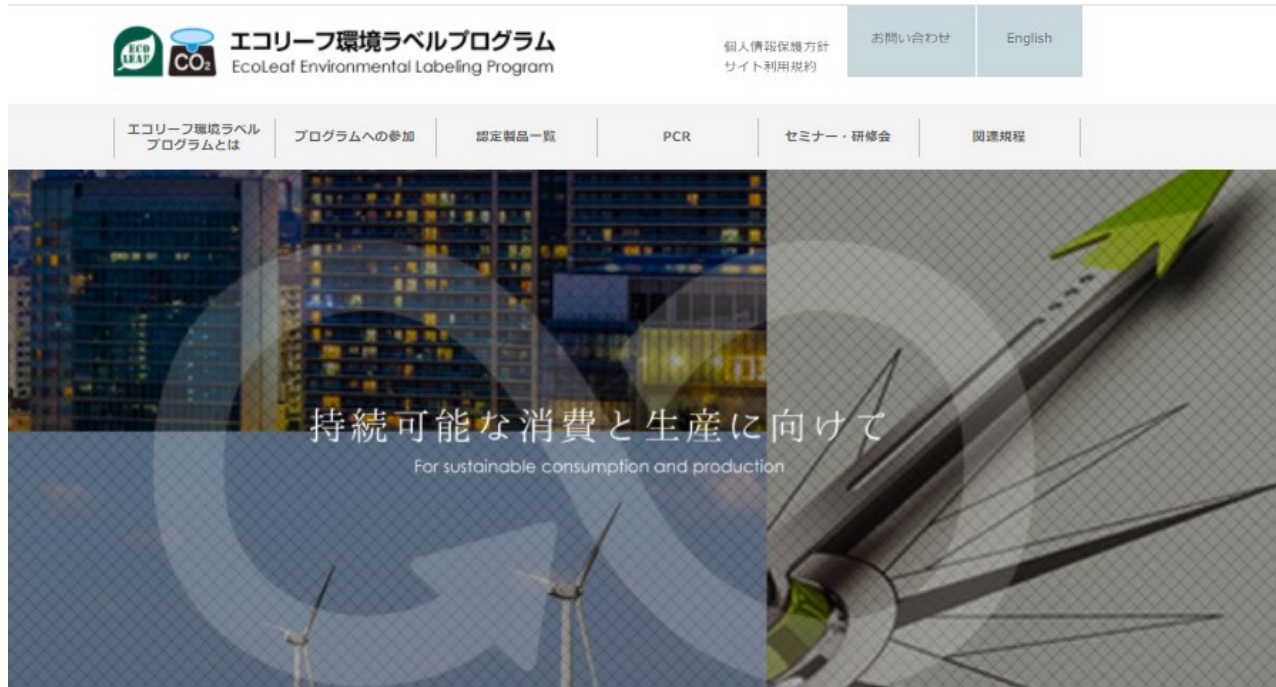 ECO
LEAF
CO₂
エコリーフ環境ラベルプログラム
EcoLeaf Environmental Labeling Program
個人情報保護方針
サイト利用規約
お問い合わせ
English
エコリーフ環境ラベル
プログラムとは
プログラムへの参加
認定製品一覧
PCR
セミナー・研修会
関連規程
持続可能な消費と生産に向けて
For sustainable consumption and production